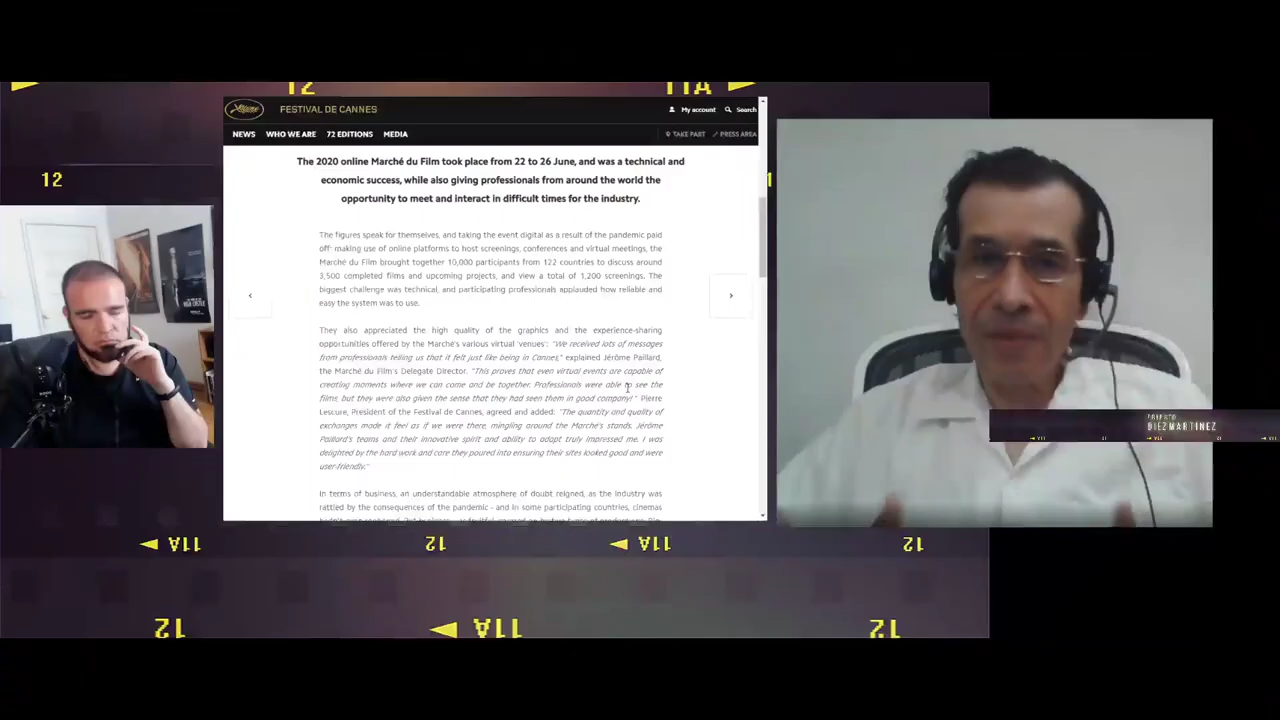 12
11A
FESTIVAL DE CANNES
My account
Search
NEWS
WHO WE ARE
72 EDITIONS
MEDIA
TAKE PART
PRESS AREA
The 2020 online Marché du Film took place from 22 to 26 June, and was a technical and
economic success, while also giving professionals from around the world the
opportunity to meet and interact in difficult times for the industry.
12
The figures speak for themselves, and taking the event digital as a result of the pandemic paid
off: making use of online platforms to host screenings, conferences and virtual meetings, the
Marché du Film brought together 10,000 participants from 122 countries to discuss around
3,500 completed films and upcoming projects, and view a total of 1,200 screenings. The
biggest challenge was technical, and participating professionals applauded how reliable and
easy the system was to use.
They also appreciated the high quality of the graphics and the experience-sharing
opportunities offered by the Marché's various virtual 'venues': "We received lots of messages
from professionals telling us that it felt just like being in Cannes," explained Jérôme Paillard,
the Marché du Film's Delegate Director. "This proves that even virtual events are capable of
creating moments where we can come and be together. Professionals were able to see the
films, but they were also given the sense that they had seen them in good company!" Pierre
Lescure, President of the Festival de Cannes, agreed and added: "The quantity and quality of
exchanges made it feel as if we were there, mingling around the Marché's stands. Jérôme
Paillard's teams and their innovative spirit and ability to adapt truly impressed me. I was
delighted by the hard work and care they poured into ensuring their sites looked good and were
user-friendly."
In terms of business, an understandable atmosphere of doubt reigned, as the industry was
rattled by the consequences of the pandemic - and in some participating countries, cinemas
DIEZMARTINEZ
11A
12
11A
12
12
11A
12